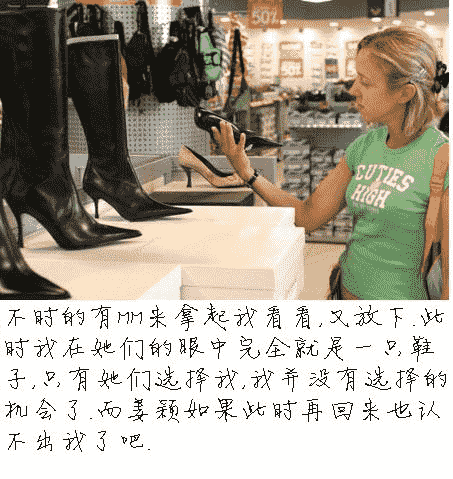 50%
50%
CUTIES
HIGH
不时的有MM来拿起我看看,又放下.此
时我在她们的眼中完全就是一只鞋
子,只有她们选择我,我并没有选择的
机会了.而姜颖如果此时再回来也认
不出我了吧.